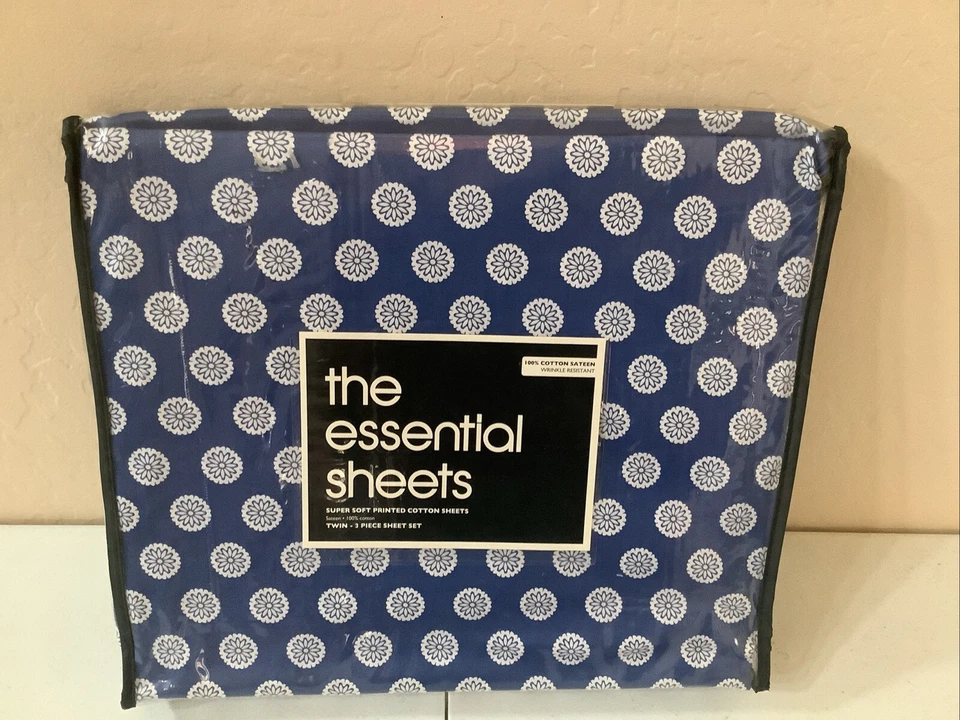 100% COTTON SATEEN
WRINKLE RESISTANT
the
essential
sheets
SUPER SOFT PRINTED COTTON SHEETS
Sateen • 100% cotton
TWIN - 3 PIECE SHEET SET